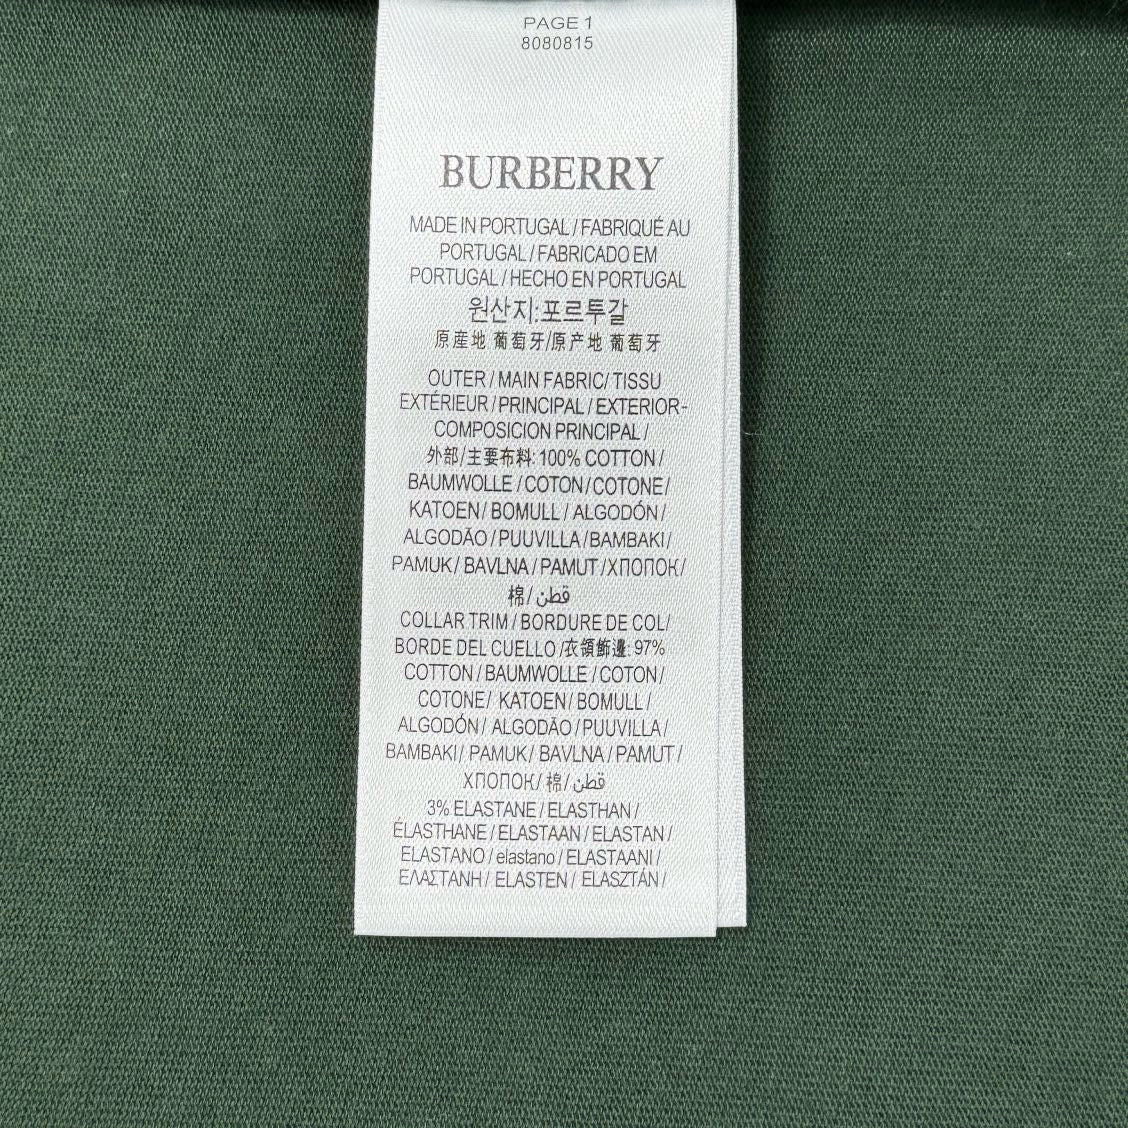 PAGE 1
8080815
BURBERRY
MADE IN PORTUGAL / FABRIQUÉ AU
PORTUGAL / FABRICADO EM
PORTUGAL / HECHO EN PORTUGAL
원산지:포르투갈
原産地 葡萄牙/原产地 葡萄牙
OUTER / MAIN FABRIC/ TISSU
EXTÉRIEUR / PRINCIPAL / EXTERIOR-
COMPOSICION PRINCIPAL /
外部/主要布料: 100% COTTON /
BAUMWOLLE / COTON / COTONE /
KATOEN / BOMULL / ALGODÓN /
ALGODÃO / PUUVILLA /BAMBAKI /
PAMUK / BAVLNA / PAMUT / ХПОПОК /
棉/ قطن
COLLAR TRIM / BORDURE DE COL/
BORDE DEL CUELLO /衣領飾邊: 97%
COTTON / BAUMWOLLE / COTON /
COTONE/ KATOEN / BOMULL /
ALGODÓN / ALGODÃO / PUUVILLA /
BAMBAKI / PAMUK / BAVLNA / PAMUT /
ХПОПОК / 棉 / قطن
3% ELASTANE / ELASTHAN /
ÉLASTHANE / ELASTAAN / ELASTAN /
ELASTANO / elastano / ELASTAANI /
ΕΛΑΣΤΑΝΗ / ELASTEN / ELASZTÁN /